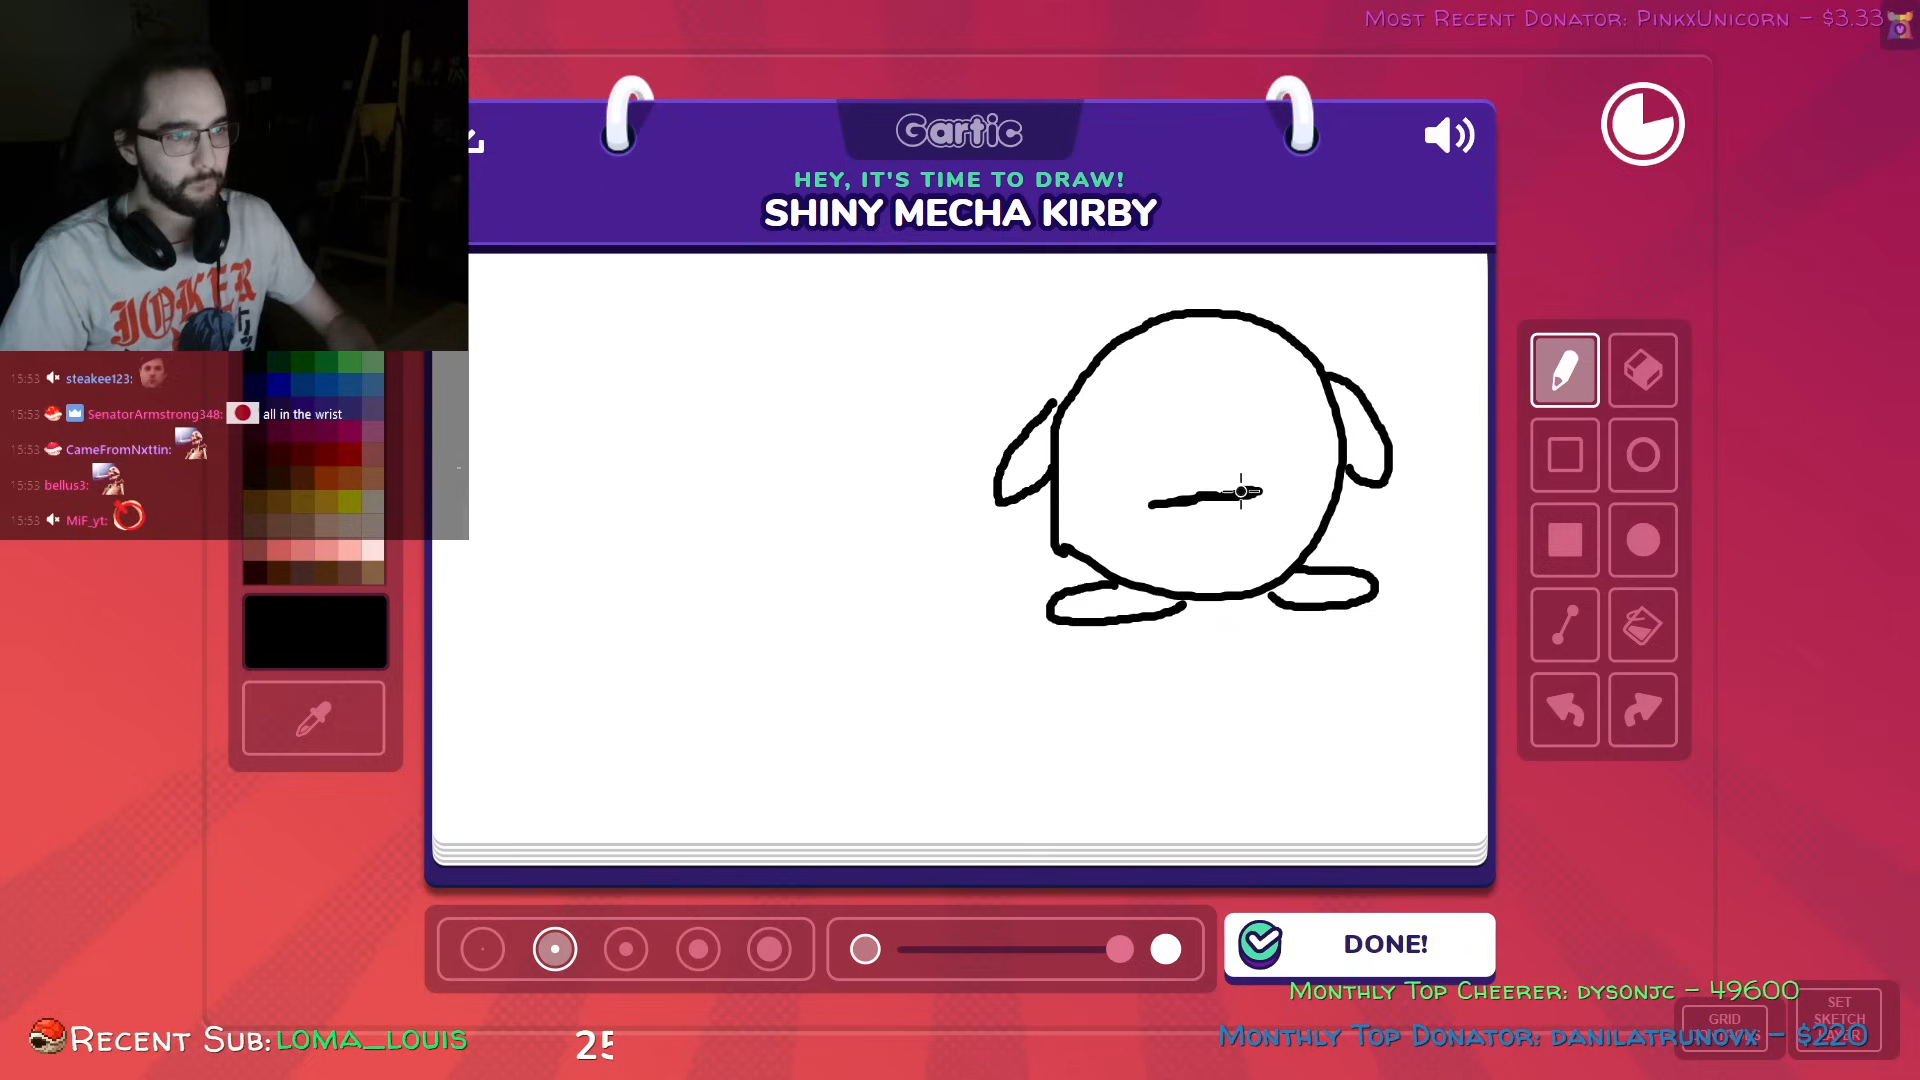 MOST RECENT DONATOR: PINKXUNICORN – $3.33
Gartic
HEY, IT'S TIME TO DRAW!
SHINY MECHA KIRBY
JOKER
15:53 steakee123:
15:53 SenatorArmstrong348: all in the wrist
15:53 CameFromNxttin:
15:53 bellus3:
15:53 MiF_yt:
DONE!
MONTHLY TOP CHEERER: DYSONJC – 49600
SET
SKETCH
GRID
MONTHLY TOP DONATOR: DANILATRUNOVX – $220
RECENT SUB: LOMA_LOUIS
25